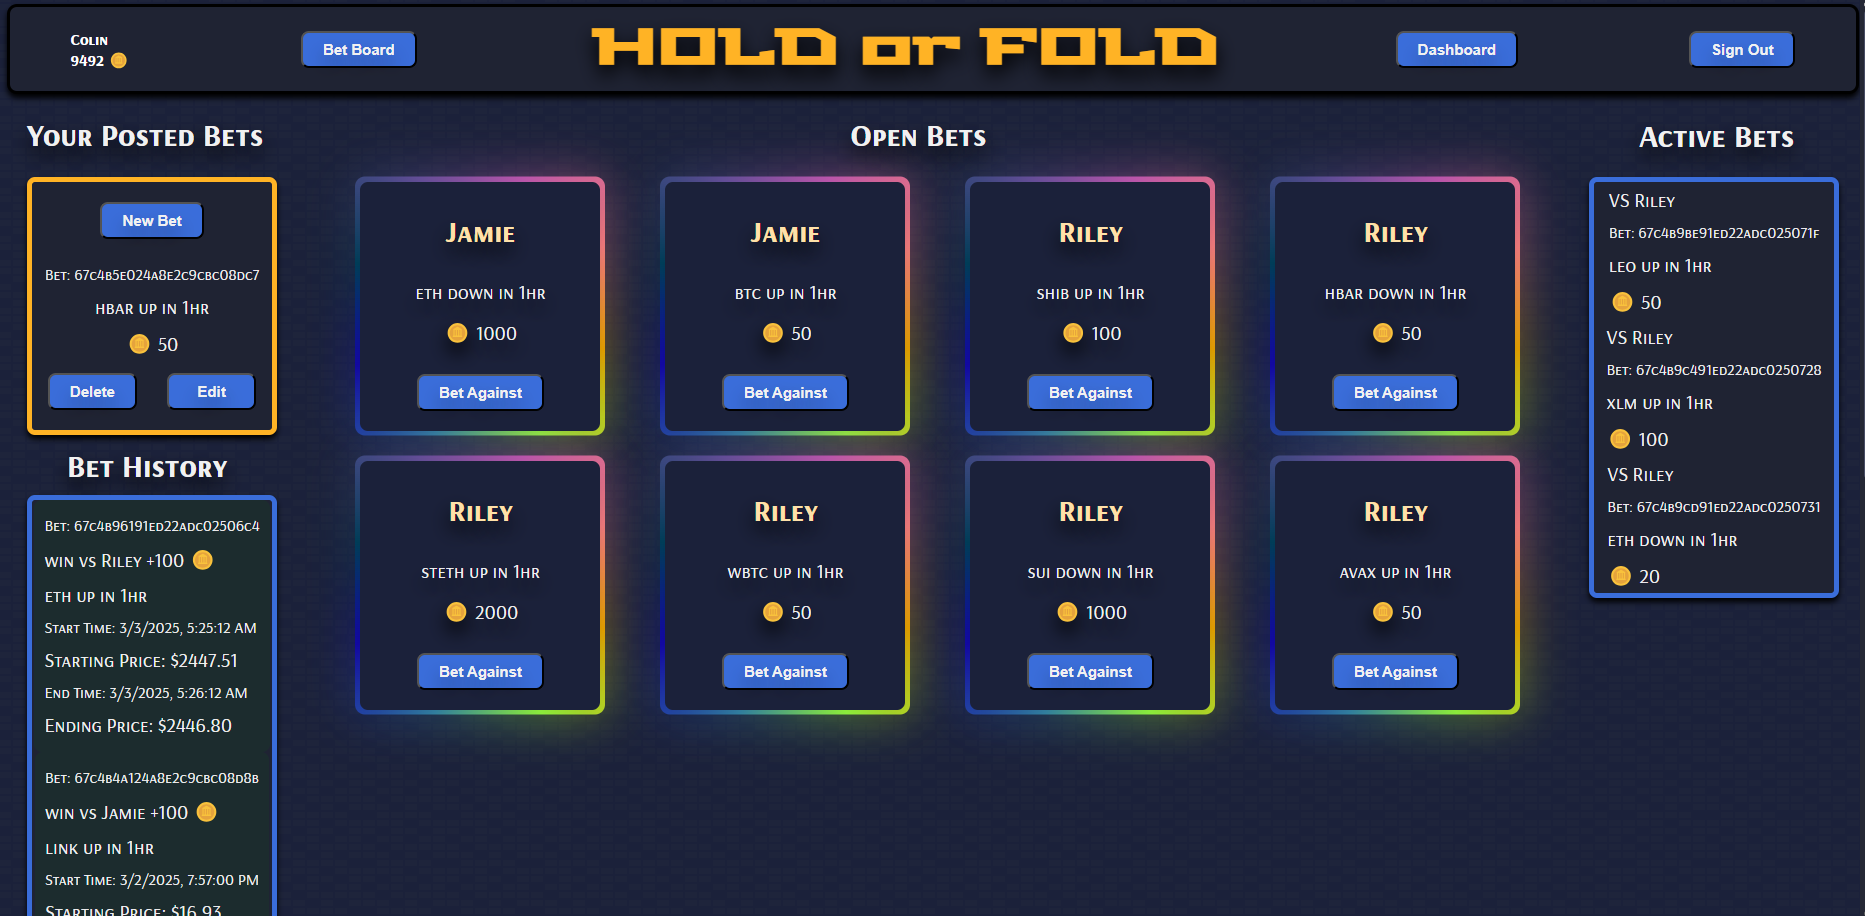 Colin
9492
Bet Board
HOLD or FOLD
Dashboard
Sign Out
Your Posted Bets
New Bet
Bet: 67c4b5e024a8e2c9cbc08dc7
HBAR up in 1hr
50
Delete
Edit
Bet History
Bet: 67c4b96191ed22adc02506c4
win vs Riley +100
ETH up in 1hr
Start Time: 3/3/2025, 5:25:12 AM
Starting Price: $2447.51
End Time: 3/3/2025, 5:26:12 AM
Ending Price: $2446.80
Bet: 67c4b4a124a8e2c9cbc08d8b
win vs Jamie +100
LINK up in 1hr
Start Time: 3/2/2025, 7:57:00 PM
Starting Price: $16.93
Open Bets
Jamie
ETH down in 1hr
1000
Bet Against
Jamie
BTC up in 1hr
50
Bet Against
Riley
SHIB up in 1hr
100
Bet Against
Riley
HBAR down in 1hr
50
Bet Against
Riley
STETH up in 1hr
2000
Bet Against
Riley
WBTC up in 1hr
50
Bet Against
Riley
SUI down in 1hr
1000
Bet Against
Riley
AVAX up in 1hr
50
Bet Against
Active Bets
VS Riley
Bet: 67c4b9be91ed22adc025071f
LEO up in 1hr
50
VS Riley
Bet: 67c4b9c491ed22adc0250728
XLM up in 1hr
100
VS Riley
Bet: 67c4b9cd91ed22adc0250731
ETH down in 1hr
20